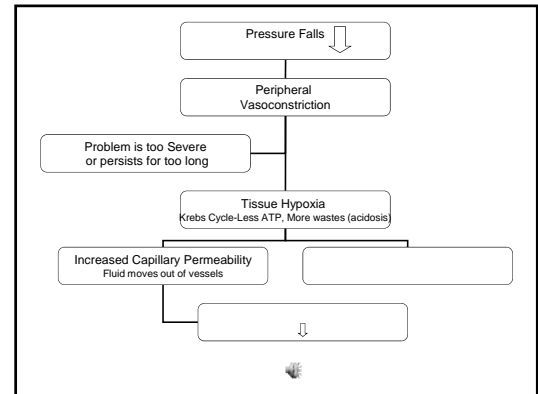 Pressure Falls
Peripheral
Vasoconstriction
Problem is too Severe
or persists for too long
Tissue Hypoxia
Krebs Cycle-Less ATP, More wastes (acidosis)
Increased Capillary Permeability
Fluid moves out of vessels